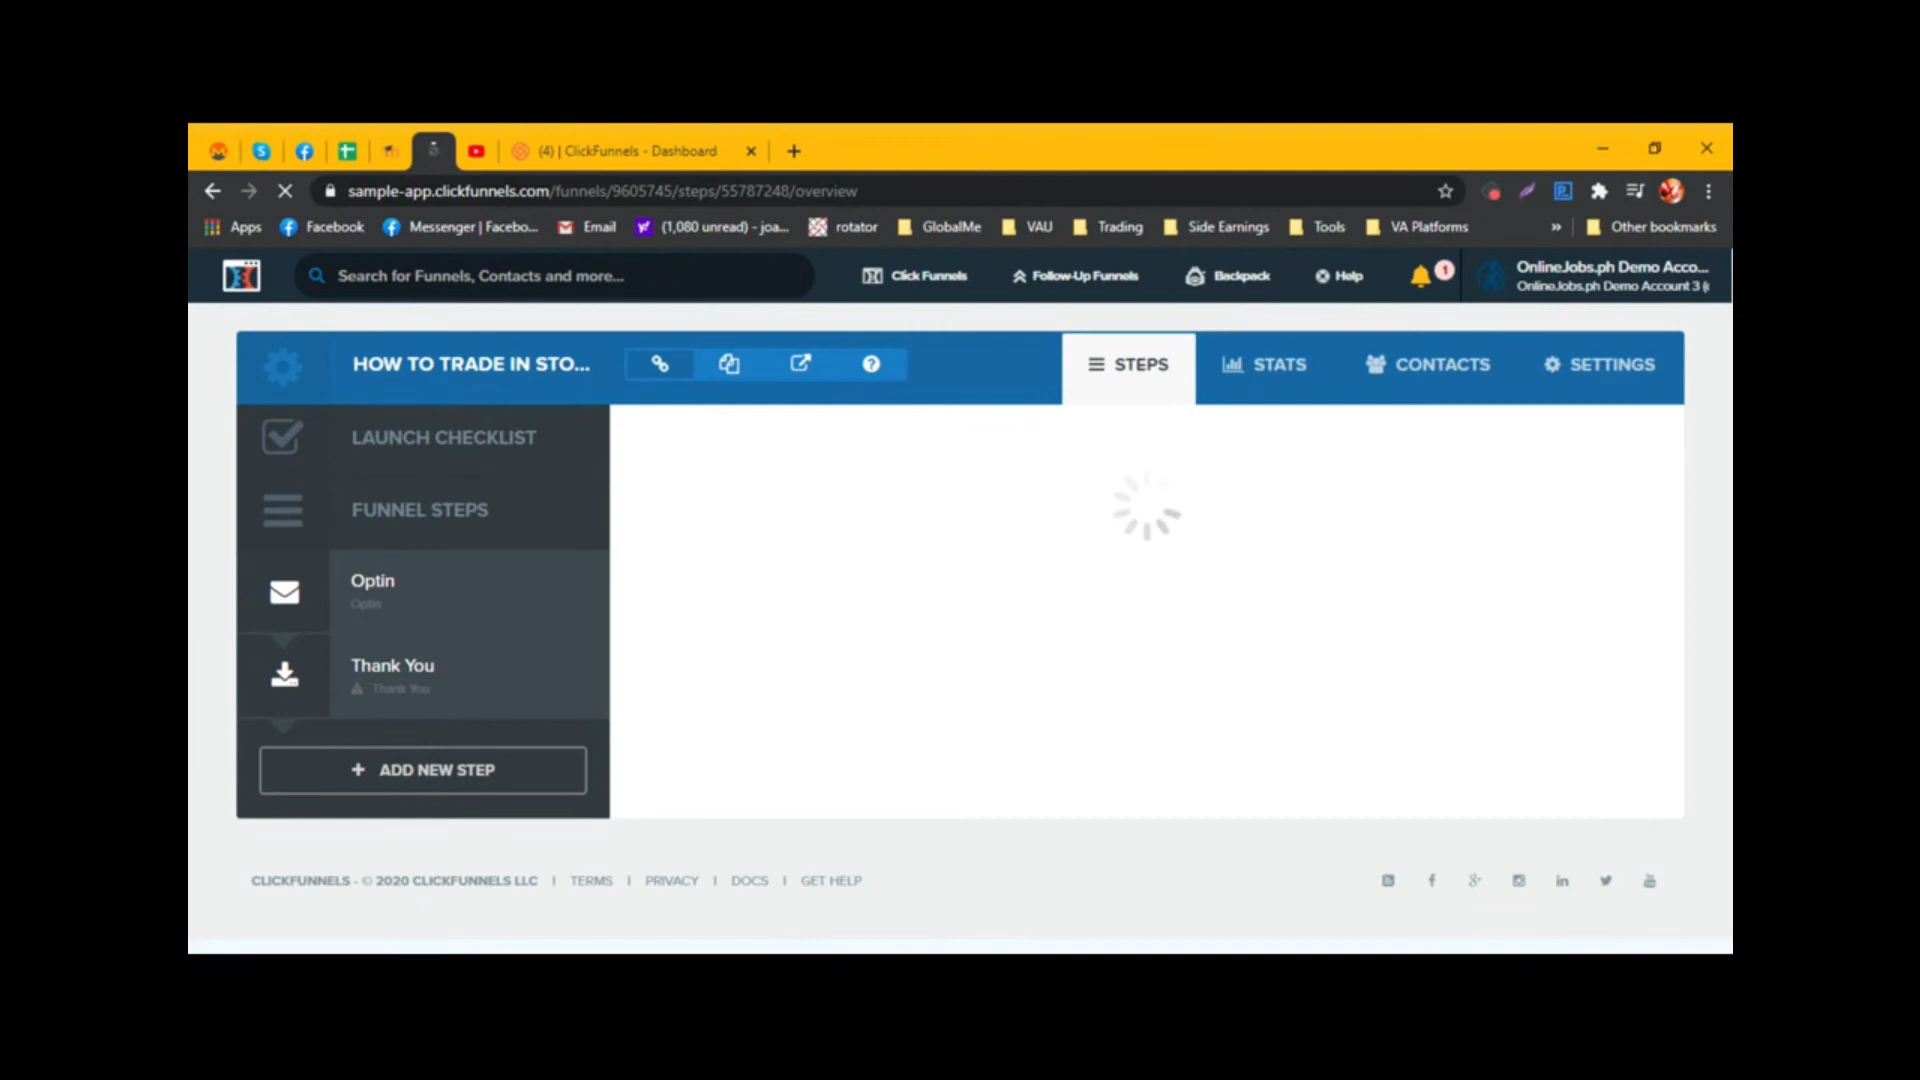 (4) | ClickFunnels - Dashboard
sample-app.clickfunnels.com/funnels/9605745/steps/55787248/overview
Apps Facebook Messenger | Facebo... Email (1,080 unread) - joa... rotator GlobalMe VAU Trading Side Earnings Tools VA Platforms » Other bookmarks
Search for Funnels, Contacts and more... ClickFunnels Follow-Up Funnels Backpack Help 1 OnlineJobs.ph Demo Acco...
OnlineJobs.ph Demo Account 3 (
HOW TO TRADE IN STO... STEPS STATS CONTACTS SETTINGS
LAUNCH CHECKLIST
FUNNEL STEPS
Optin
Optin
Thank You
Thank You
+ ADD NEW STEP
CLICKFUNNELS - © 2020 CLICKFUNNELS LLC | TERMS | PRIVACY | DOCS | GET HELP